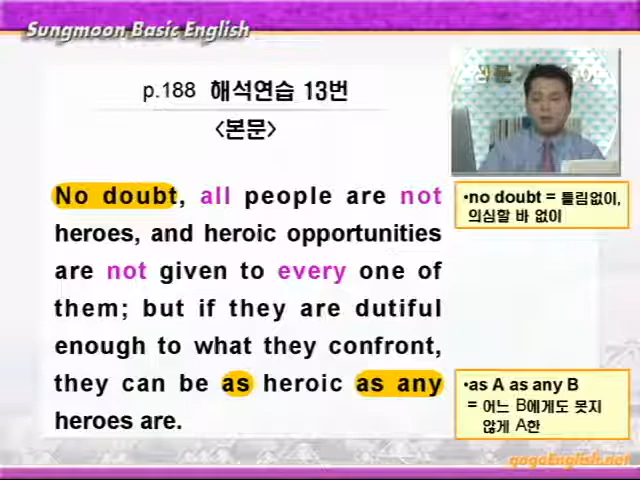 Sungmoon Basic English
p.188 해석연습 13번
<본문>
No doubt, all people are not
heroes, and heroic opportunities
are not given to every one of
them; but if they are dutiful
enough to what they confront,
they can be as heroic as any
heroes are.
•no doubt = 틀림없이,
의심할 바 없이
•as A as any B
= 어느 B에게도 못지
않게 A한
gogoEnglish.net